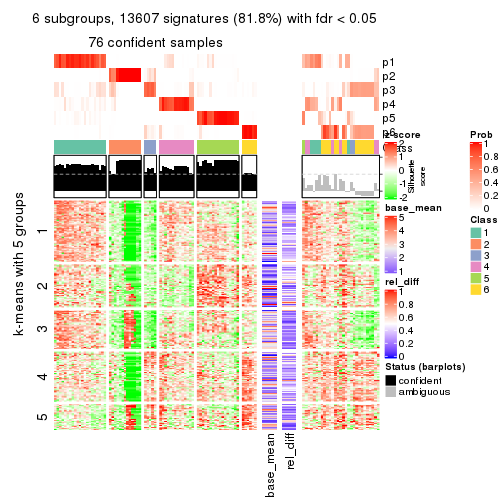 6 subgroups, 13607 signatures (81.8%) with fdr < 0.05
76 confident samples
p1
p2
p3
p4
p5
p6
Class
z-score
2
1
0
-1
-2
Silhouette
score
Prob
1
0.8
0.6
0.4
0.2
0
Class
1
2
3
4
5
6
base_mean
5
4
3
2
1
rel_diff
1
0.8
0.6
0.4
0.2
0
Status (barplots)
confident
ambiguous
k-means with 5 groups
1
2
3
4
5
base_mean
rel_diff